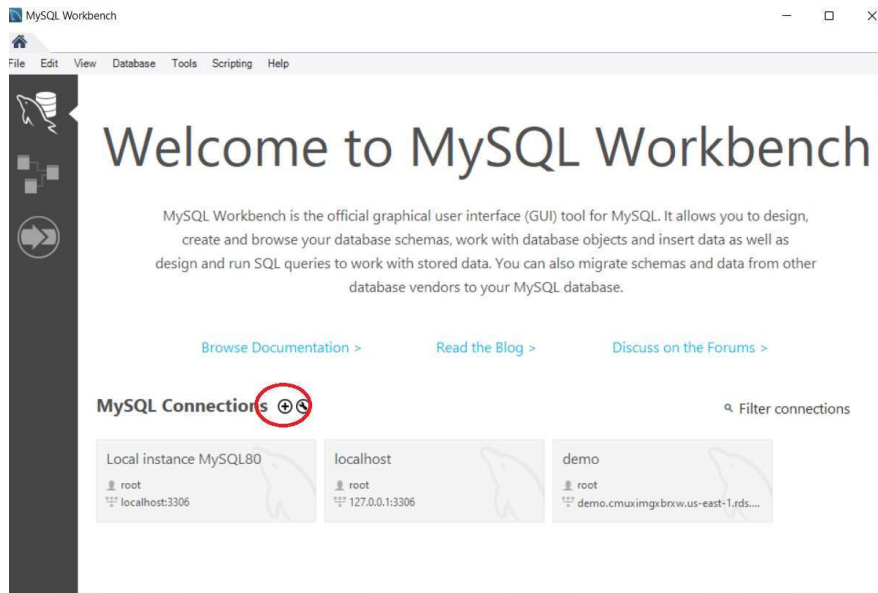 MySQL Workbench
File Edit View Database Tools Scripting Help
Welcome to MySQL Workbench
MySQL Workbench is the official graphical user interface (GUI) tool for MySQL. It allows you to design,
create and browse your database schemas, work with database objects and insert data as well as
design and run SQL queries to work with stored data. You can also migrate schemas and data from other
database vendors to your MySQL database.
Browse Documentation > Read the Blog > Discuss on the Forums >
MySQL Connections
Filter connections
Local instance MySQL80
root
localhost:3306
localhost
root
127.0.0.1:3306
demo
root
demo.cmuximgxbrxw.us-east-1.rds....